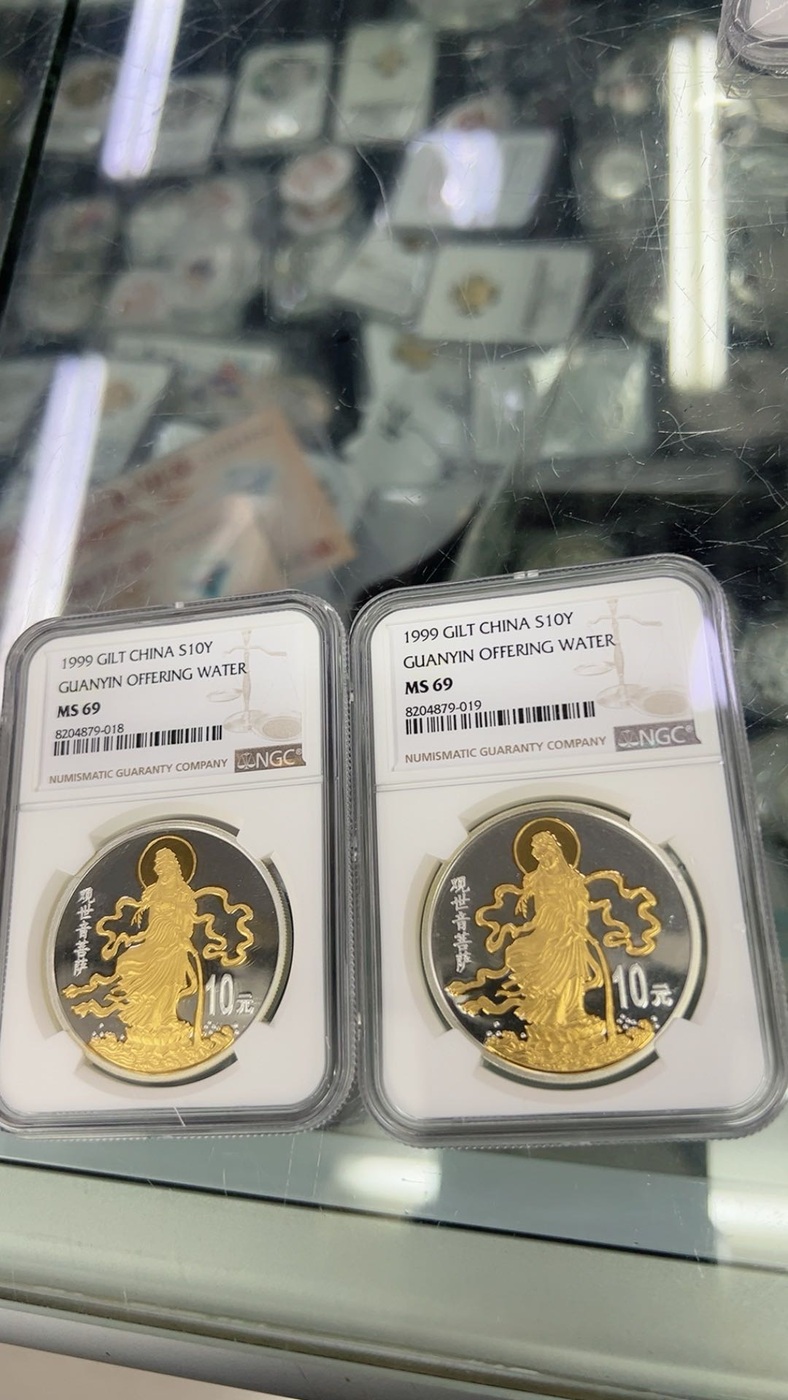 1999 GILT CHINA S10Y
GUANYIN OFFERING WATER
MS 69
8204879-018
NUMISMATIC GUARANTY COMPANY NGC
观世音菩萨
10元
1999 GILT CHINA S10Y
GUANYIN OFFERING WATER
MS 69
8204879-019
NUMISMATIC GUARANTY COMPANY NGC
观世音菩萨
10元